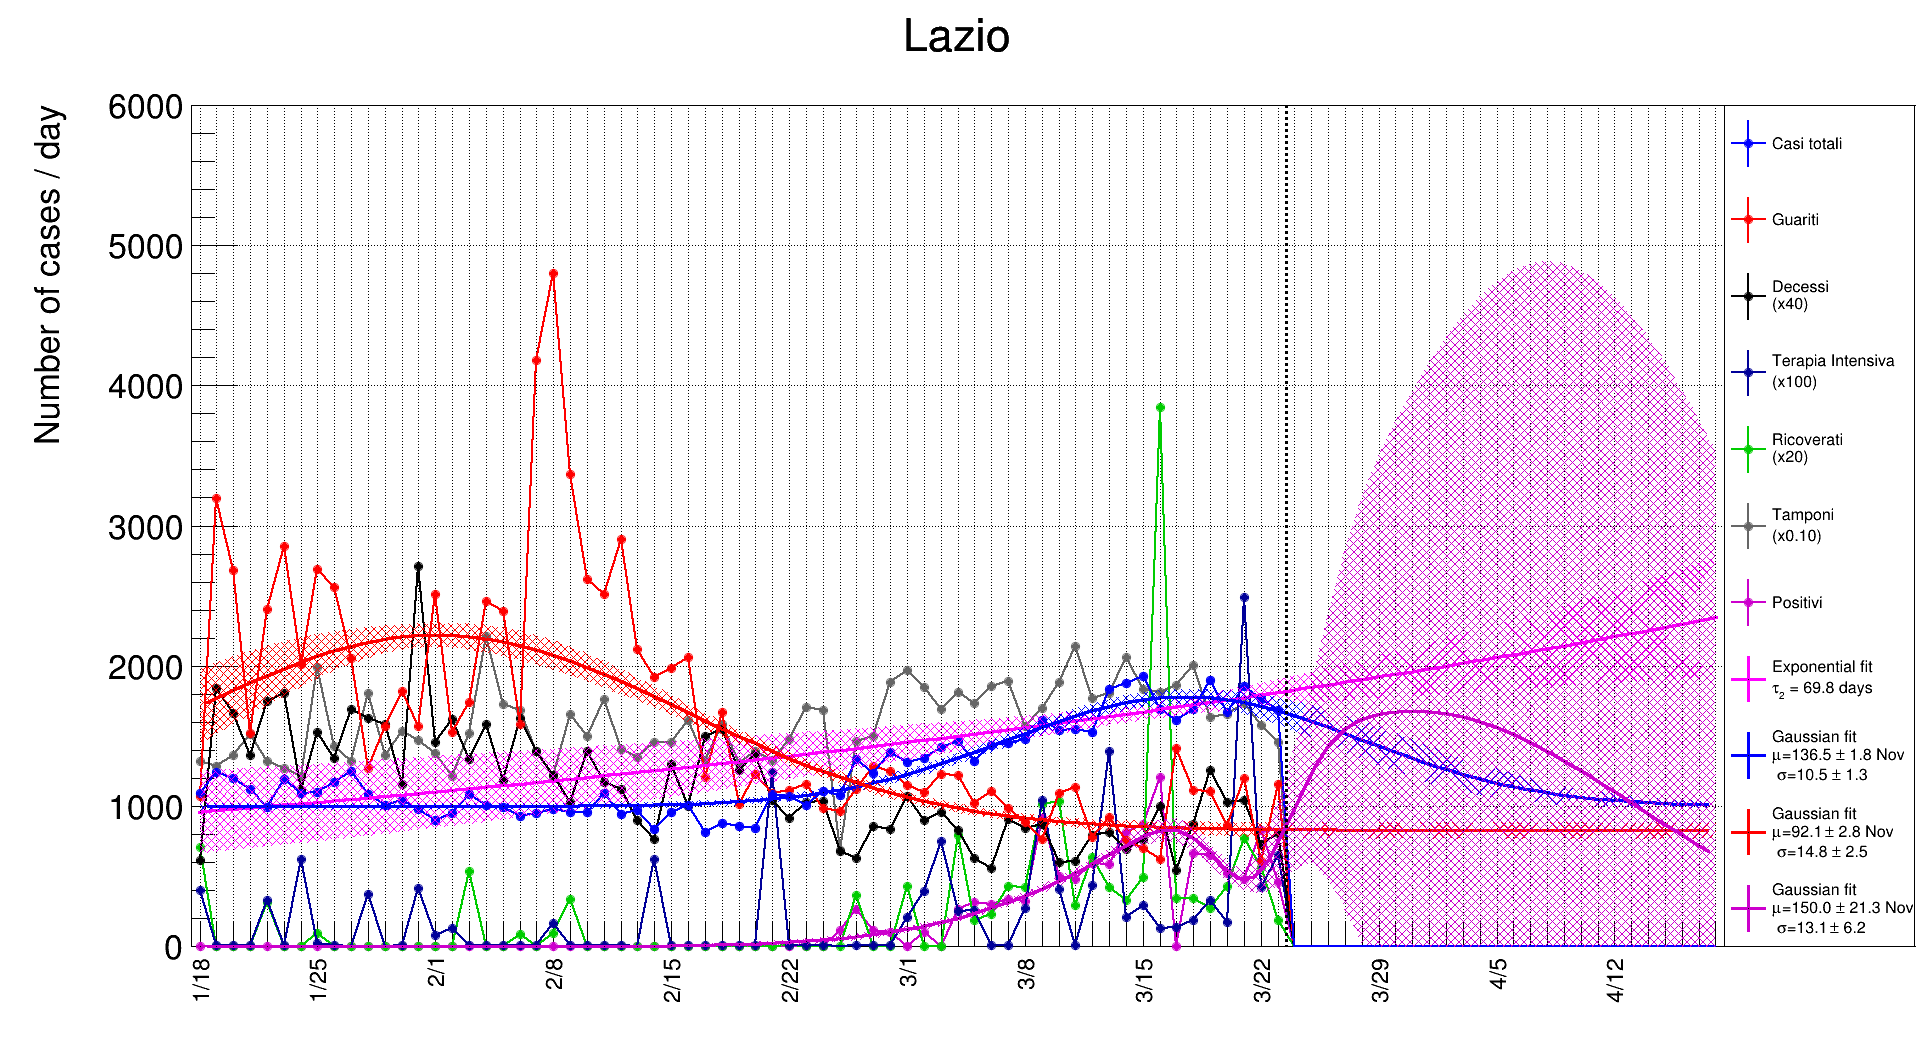 Lazio
Number of cases / day
6000
5000
4000
3000
2000
1000
0
1/18
1/25
2/1
2/8
2/15
2/22
3/1
3/8
3/15
3/22
3/29
4/5
4/12
Casi totali
Guariti
Decessi
(x40)
Terapia Intensiva
(x100)
Ricoverati
(x20)
Tamponi
(x0.10)
Positivi
Exponential fit
τ2 = 69.8 days
Gaussian fit
μ=136.5 ± 1.8 Nov
σ=10.5 ± 1.3
Gaussian fit
μ=92.1 ± 2.8 Nov
σ=14.8 ± 2.5
Gaussian fit
μ=150.0 ± 21.3 Nov
σ=13.1 ± 6.2